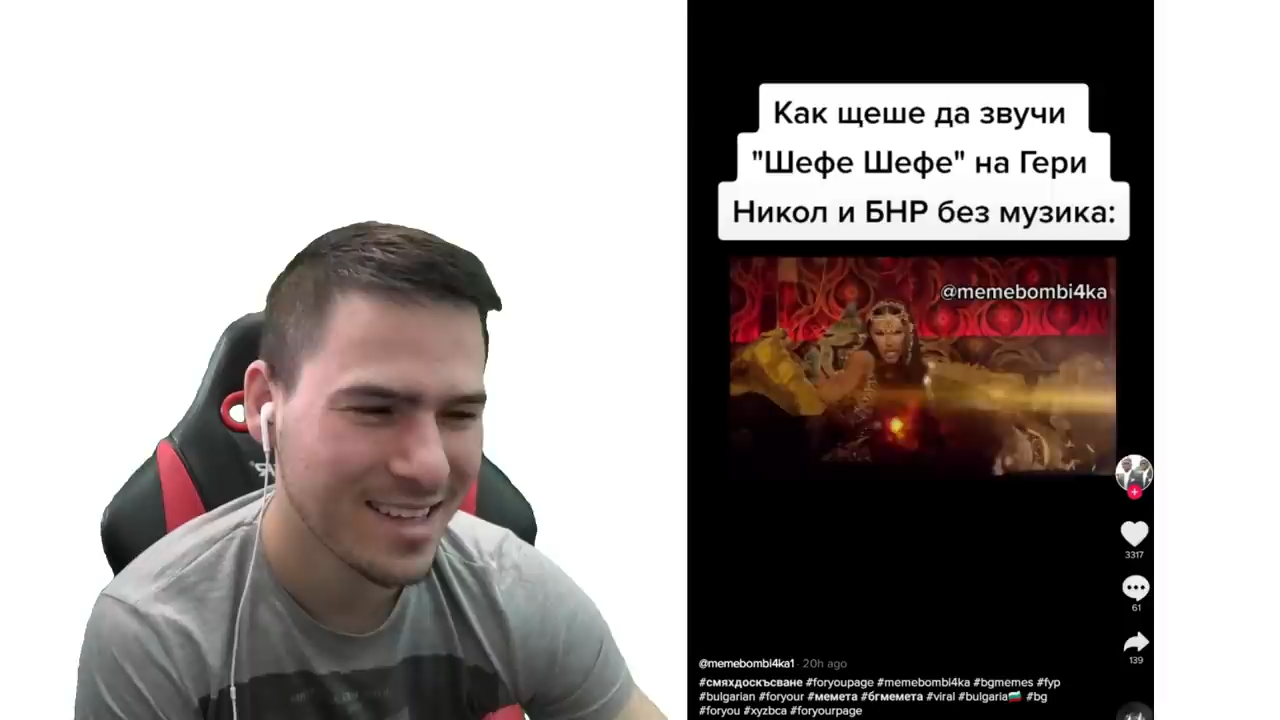 Как щеше да звучи
"Шефе Шефе" на Гери
Никол и БНР без музика:
@memebombi4ka
3317
61
139
@memebombi4ka1 · 20h ago
#смяхдоскъсване #foryoupage #memebombi4ka #bgmemes #fyp
#bulgarian #foryour #мемета #бгмемета #viral #bulgaria🇧🇬 #bg
#foryou #xyzbca #foryourpage